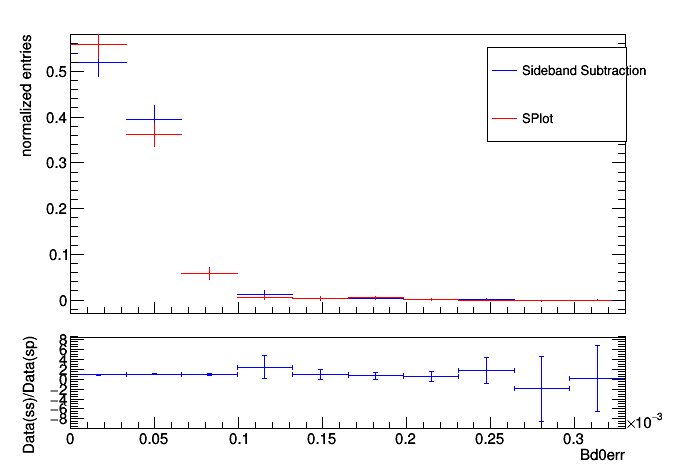 normalized entries
0.5
0.4
0.3
0.2
0.1
0
Sideband Subtraction
SPlot
Data(ss)/Data(sp)
8
6
4
2
0
−2
−4
−6
−8
0 0.05 0.1 0.15 0.2 0.25 0.3
×10⁻³
Bd0err